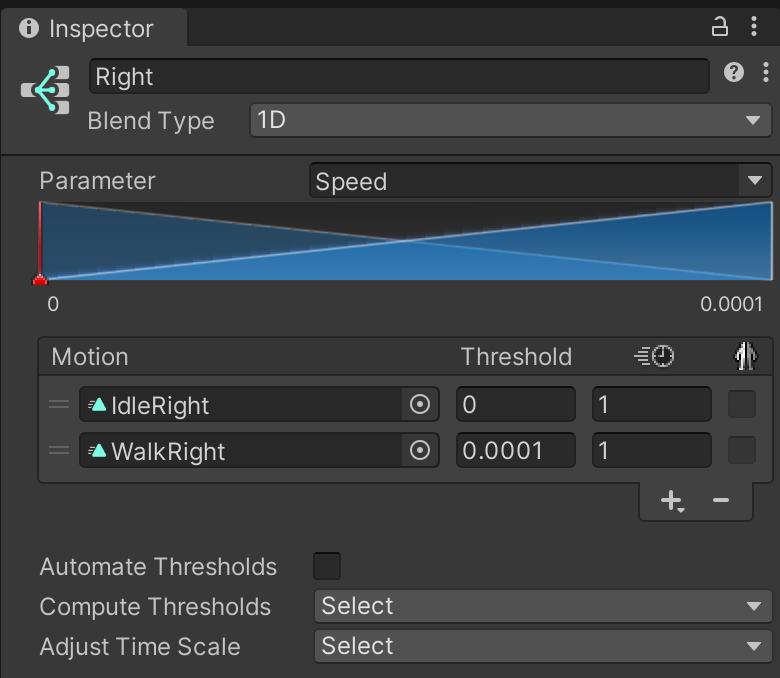 Inspector
Right
Blend Type 1D
Parameter Speed
0 0.0001
Motion Threshold
IdleRight 0 1
WalkRight 0.0001 1
Automate Thresholds
Compute Thresholds Select
Adjust Time Scale Select